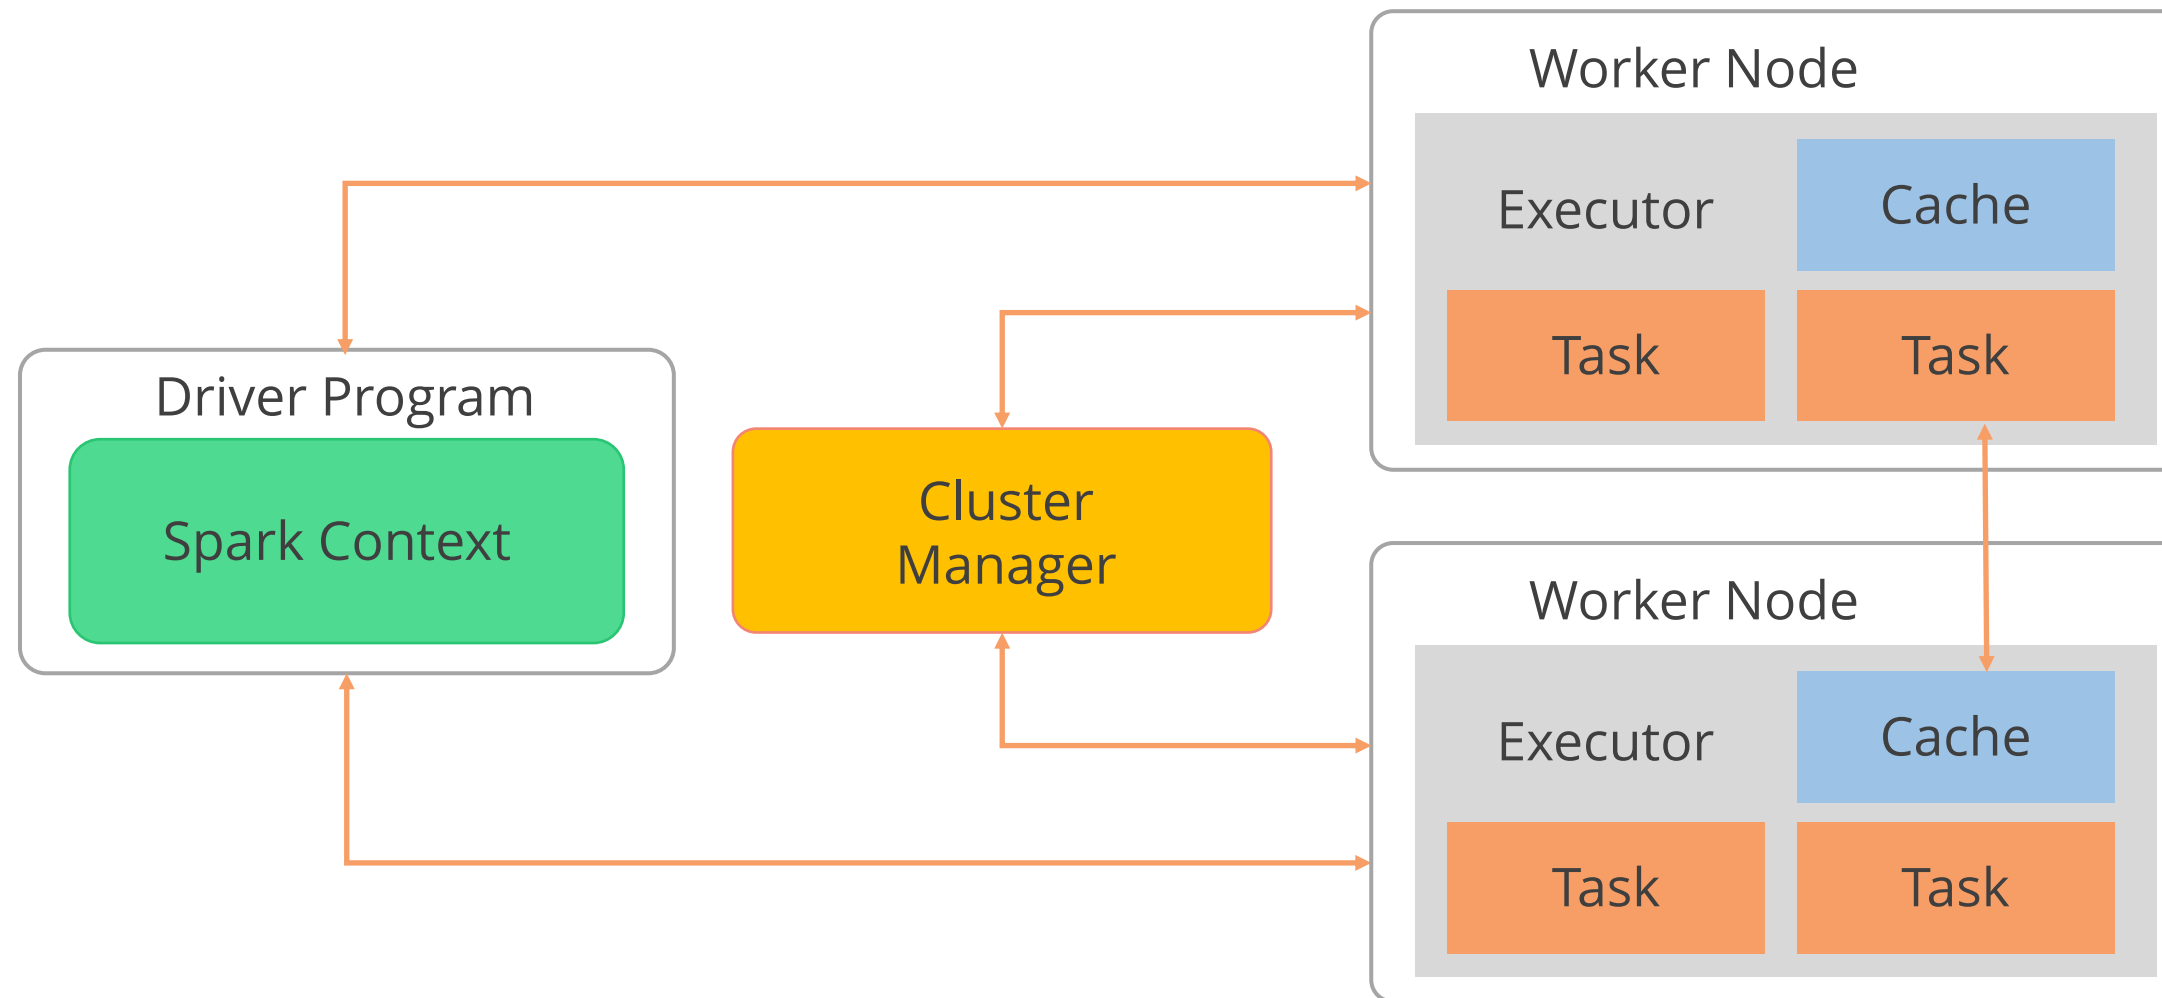 Worker Node
Executor
Cache
Task
Task
Driver Program
Spark Context
Cluster
Manager
Worker Node
Executor
Cache
Task
Task